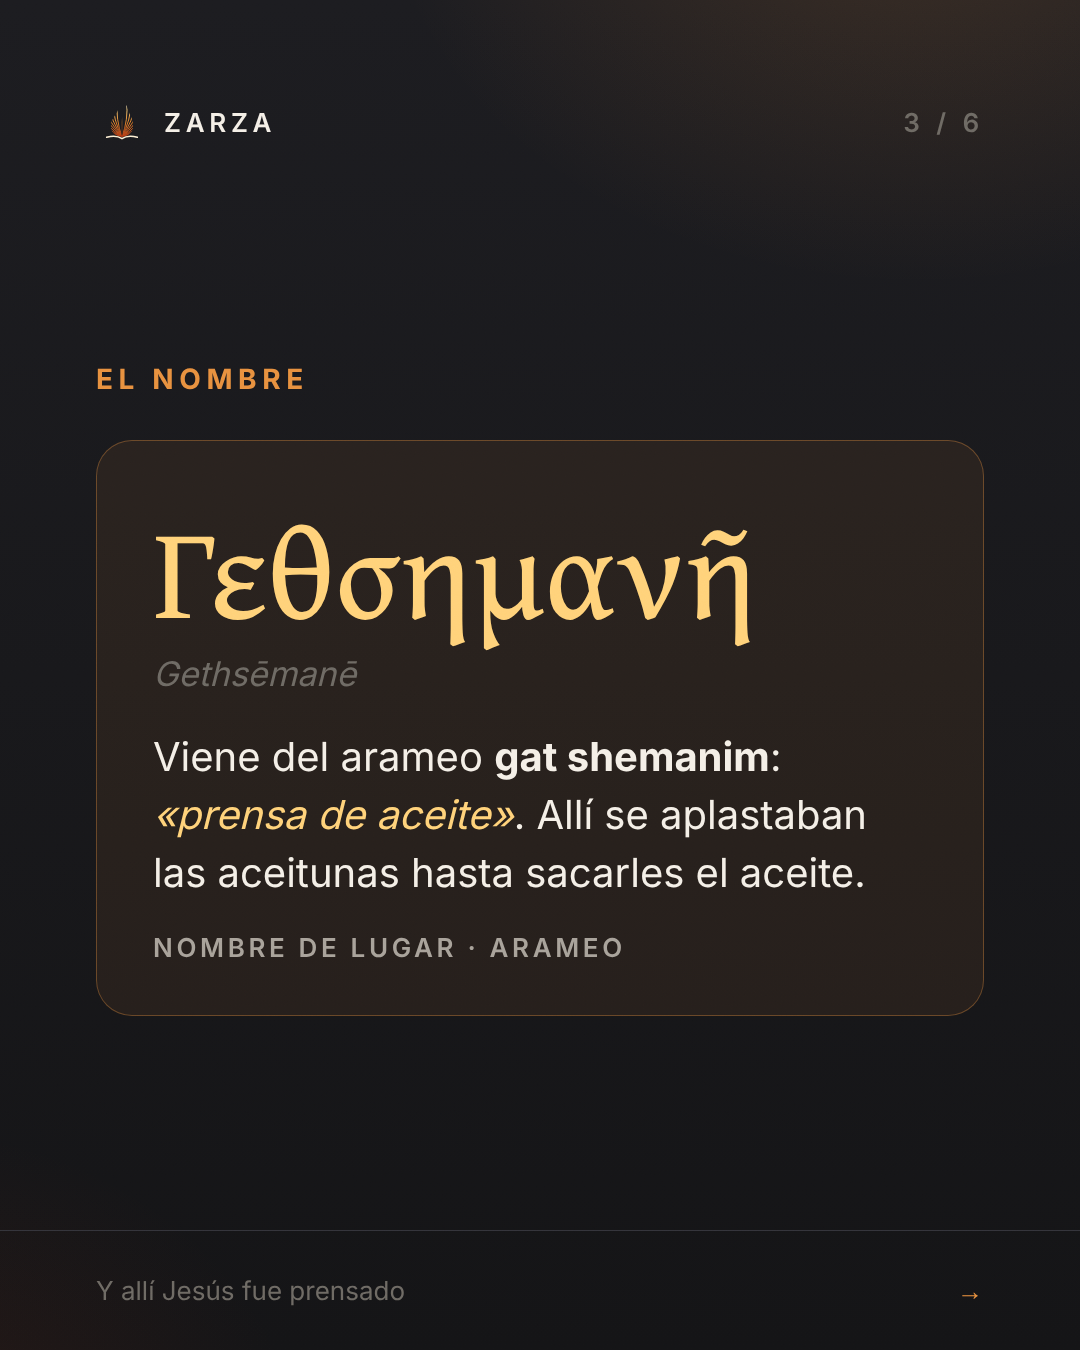 ZARZA
3 / 6
EL NOMBRE
Γεθσημανῆ
Gethsēmanē
Viene del arameo gat shemanim:
«prensa de aceite». Allí se aplastaban
las aceitunas hasta sacarles el aceite.
NOMBRE DE LUGAR · ARAMEO
Y allí Jesús fue prensado
→